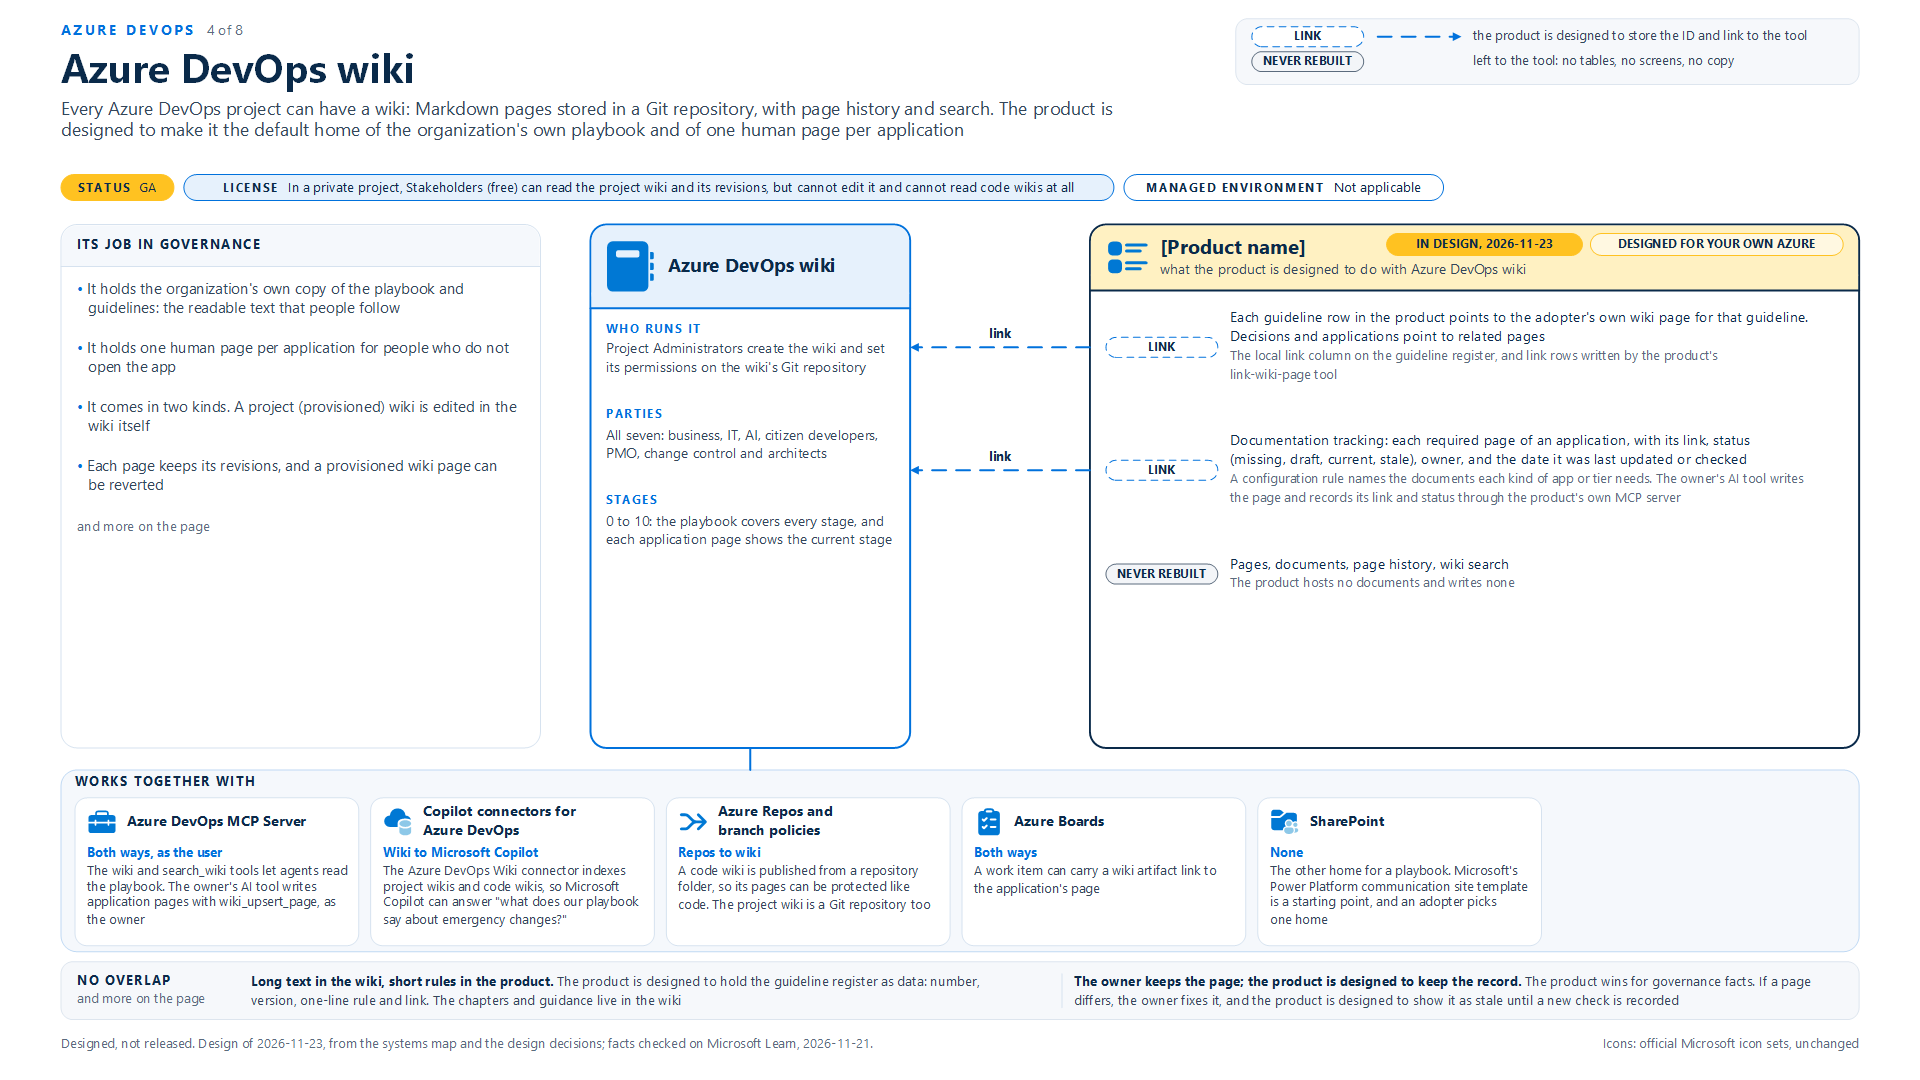 AZURE DEVOPS 4 of 8
Azure DevOps wiki
Every Azure DevOps project can have a wiki: Markdown pages stored in a Git repository, with page history and search. The product is
designed to make it the default home of the organization's own playbook and of one human page per application
LINK the product is designed to store the ID and link to the tool
NEVER REBUILT left to the tool: no tables, no screens, no copy
STATUS GA
LICENSE In a private project, Stakeholders (free) can read the project wiki and its revisions, but cannot edit it and cannot read code wikis at all
MANAGED ENVIRONMENT Not applicable
ITS JOB IN GOVERNANCE
• It holds the organization's own copy of the playbook and
guidelines: the readable text that people follow
• It holds one human page per application for people who do not
open the app
• It comes in two kinds. A project (provisioned) wiki is edited in the
wiki itself
• Each page keeps its revisions, and a provisioned wiki page can
be reverted
and more on the page
Azure DevOps wiki
WHO RUNS IT
Project Administrators create the wiki and set
its permissions on the wiki's Git repository
PARTIES
All seven: business, IT, AI, citizen developers,
PMO, change control and architects
STAGES
0 to 10: the playbook covers every stage, and
each application page shows the current stage
link
link
[Product name]
IN DESIGN, 2026-11-23
DESIGNED FOR YOUR OWN AZURE
what the product is designed to do with Azure DevOps wiki
LINK
Each guideline row in the product points to the adopter's own wiki page for that guideline.
Decisions and applications point to related pages
The local link column on the guideline register, and link rows written by the product's
link-wiki-page tool
LINK
Documentation tracking: each required page of an application, with its link, status
(missing, draft, current, stale), owner, and the date it was last updated or checked
A configuration rule names the documents each kind of app or tier needs. The owner's AI tool writes
the page and records its link and status through the product's own MCP server
NEVER REBUILT
Pages, documents, page history, wiki search
The product hosts no documents and writes none
WORKS TOGETHER WITH
Azure DevOps MCP Server
Both ways, as the user
The wiki and search_wiki tools let agents read
the playbook. The owner's AI tool writes
application pages with wiki_upsert_page, as
the owner
Copilot connectors for
Azure DevOps
Wiki to Microsoft Copilot
The Azure DevOps Wiki connector indexes
project wikis and code wikis, so Microsoft
Copilot can answer "what does our playbook
say about emergency changes?"
Azure Repos and
branch policies
Repos to wiki
A code wiki is published from a repository
folder, so its pages can be protected like
code. The project wiki is a Git repository too
Azure Boards
Both ways
A work item can carry a wiki artifact link to
the application's page
SharePoint
None
The other home for a playbook. Microsoft's
Power Platform communication site template
is a starting point, and an adopter picks
one home
NO OVERLAP
and more on the page
Long text in the wiki, short rules in the product. The product is designed to hold the guideline register as data: number,
version, one-line rule and link. The chapters and guidance live in the wiki
The owner keeps the page; the product is designed to keep the record. The product wins for governance facts. If a page
differs, the owner fixes it, and the product is designed to show it as stale until a new check is recorded
Designed, not released. Design of 2026-11-23, from the systems map and the design decisions; facts checked on Microsoft Learn, 2026-11-21.
Icons: official Microsoft icon sets, unchanged